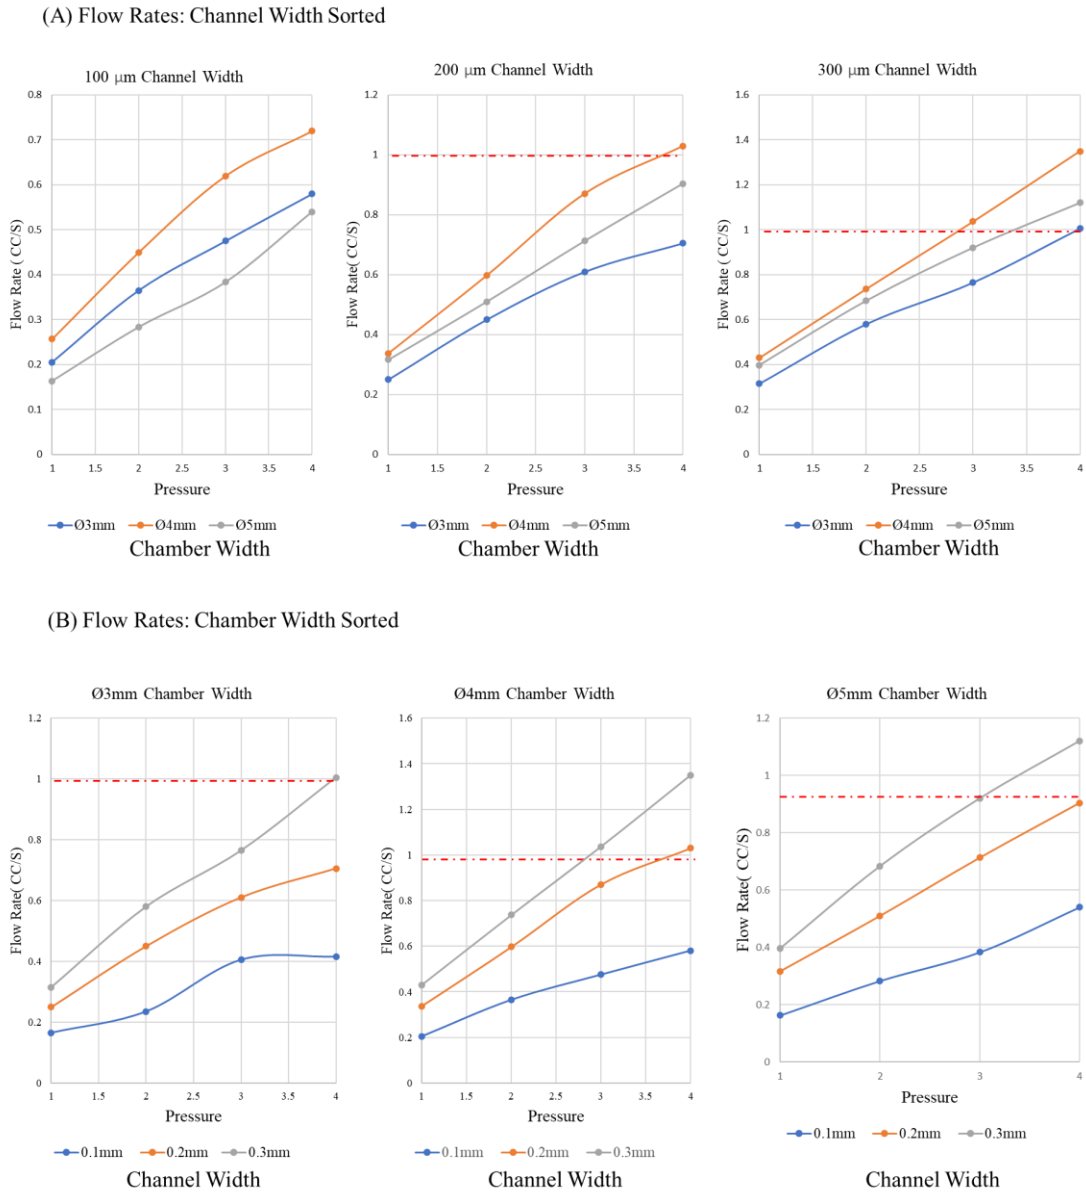 (A) Flow Rates: Channel Width Sorted
100 μm Channel Width
0.8
0.7
0.6
0.5
0.4
0.3
0.2
0.1
0
Flow Rate ( CC/S)
1 1.5 2 2.5 3 3.5 4
Pressure
Ø3mm Ø4mm Ø5mm
Chamber Width
200 μm Channel Width
1.2
1
0.8
0.6
0.4
0.2
0
Flow Rate( CC/S)
1 1.5 2 2.5 3 3.5 4
Pressure
Ø3mm Ø4mm Ø5mm
Chamber Width
300 μm Channel Width
1.6
1.4
1.2
1
0.8
0.6
0.4
0.2
0
Flow Rate ( CC/S)
1 1.5 2 2.5 3 3.5 4
Pressure
Ø3mm Ø4mm Ø5mm
Chamber Width
(B) Flow Rates: Chamber Width Sorted
Ø3mm Chamber Width
1.2
1
0.8
0.6
0.4
0.2
0
Flow Rate( CC/S)
1 1.5 2 2.5 3 3.5 4
Pressure
0.1mm 0.2mm 0.3mm
Channel Width
Ø4mm Chamber Width
1.6
1.4
1.2
1
0.8
0.6
0.4
0.2
0
Flow Rate( CC/S)
1 1.5 2 2.5 3 3.5 4
Pressure
0.1mm 0.2mm 0.3mm
Channel Width
Ø5mm Chamber Width
1.2
1
0.8
0.6
0.4
0.2
0
Flow Rate( CC/S)
1 2 3 4
Pressure
0.1mm 0.2mm 0.3mm
Channel Width